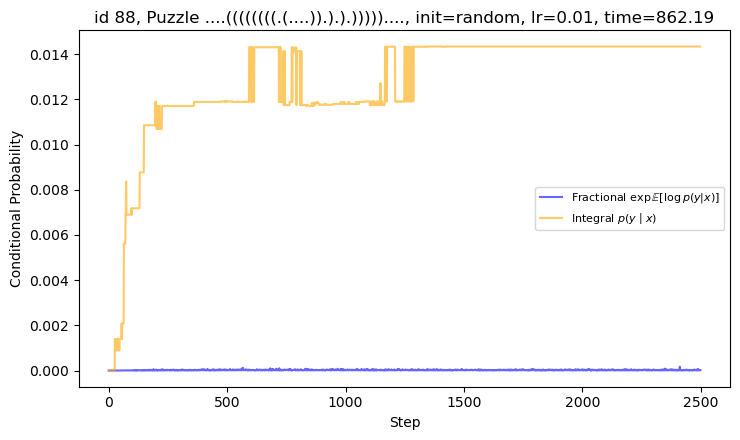 id 88, Puzzle ....((((((((.(.(....)).).).)))))....., init=random, lr=0.01, time=862.19
Conditional Probability
0.014
0.012
0.010
0.008
0.006
0.004
0.002
0.000
Fractional exp𝔼[log p(y|x)]
Integral p(y | x)
0
500
1000
1500
2000
2500
Step